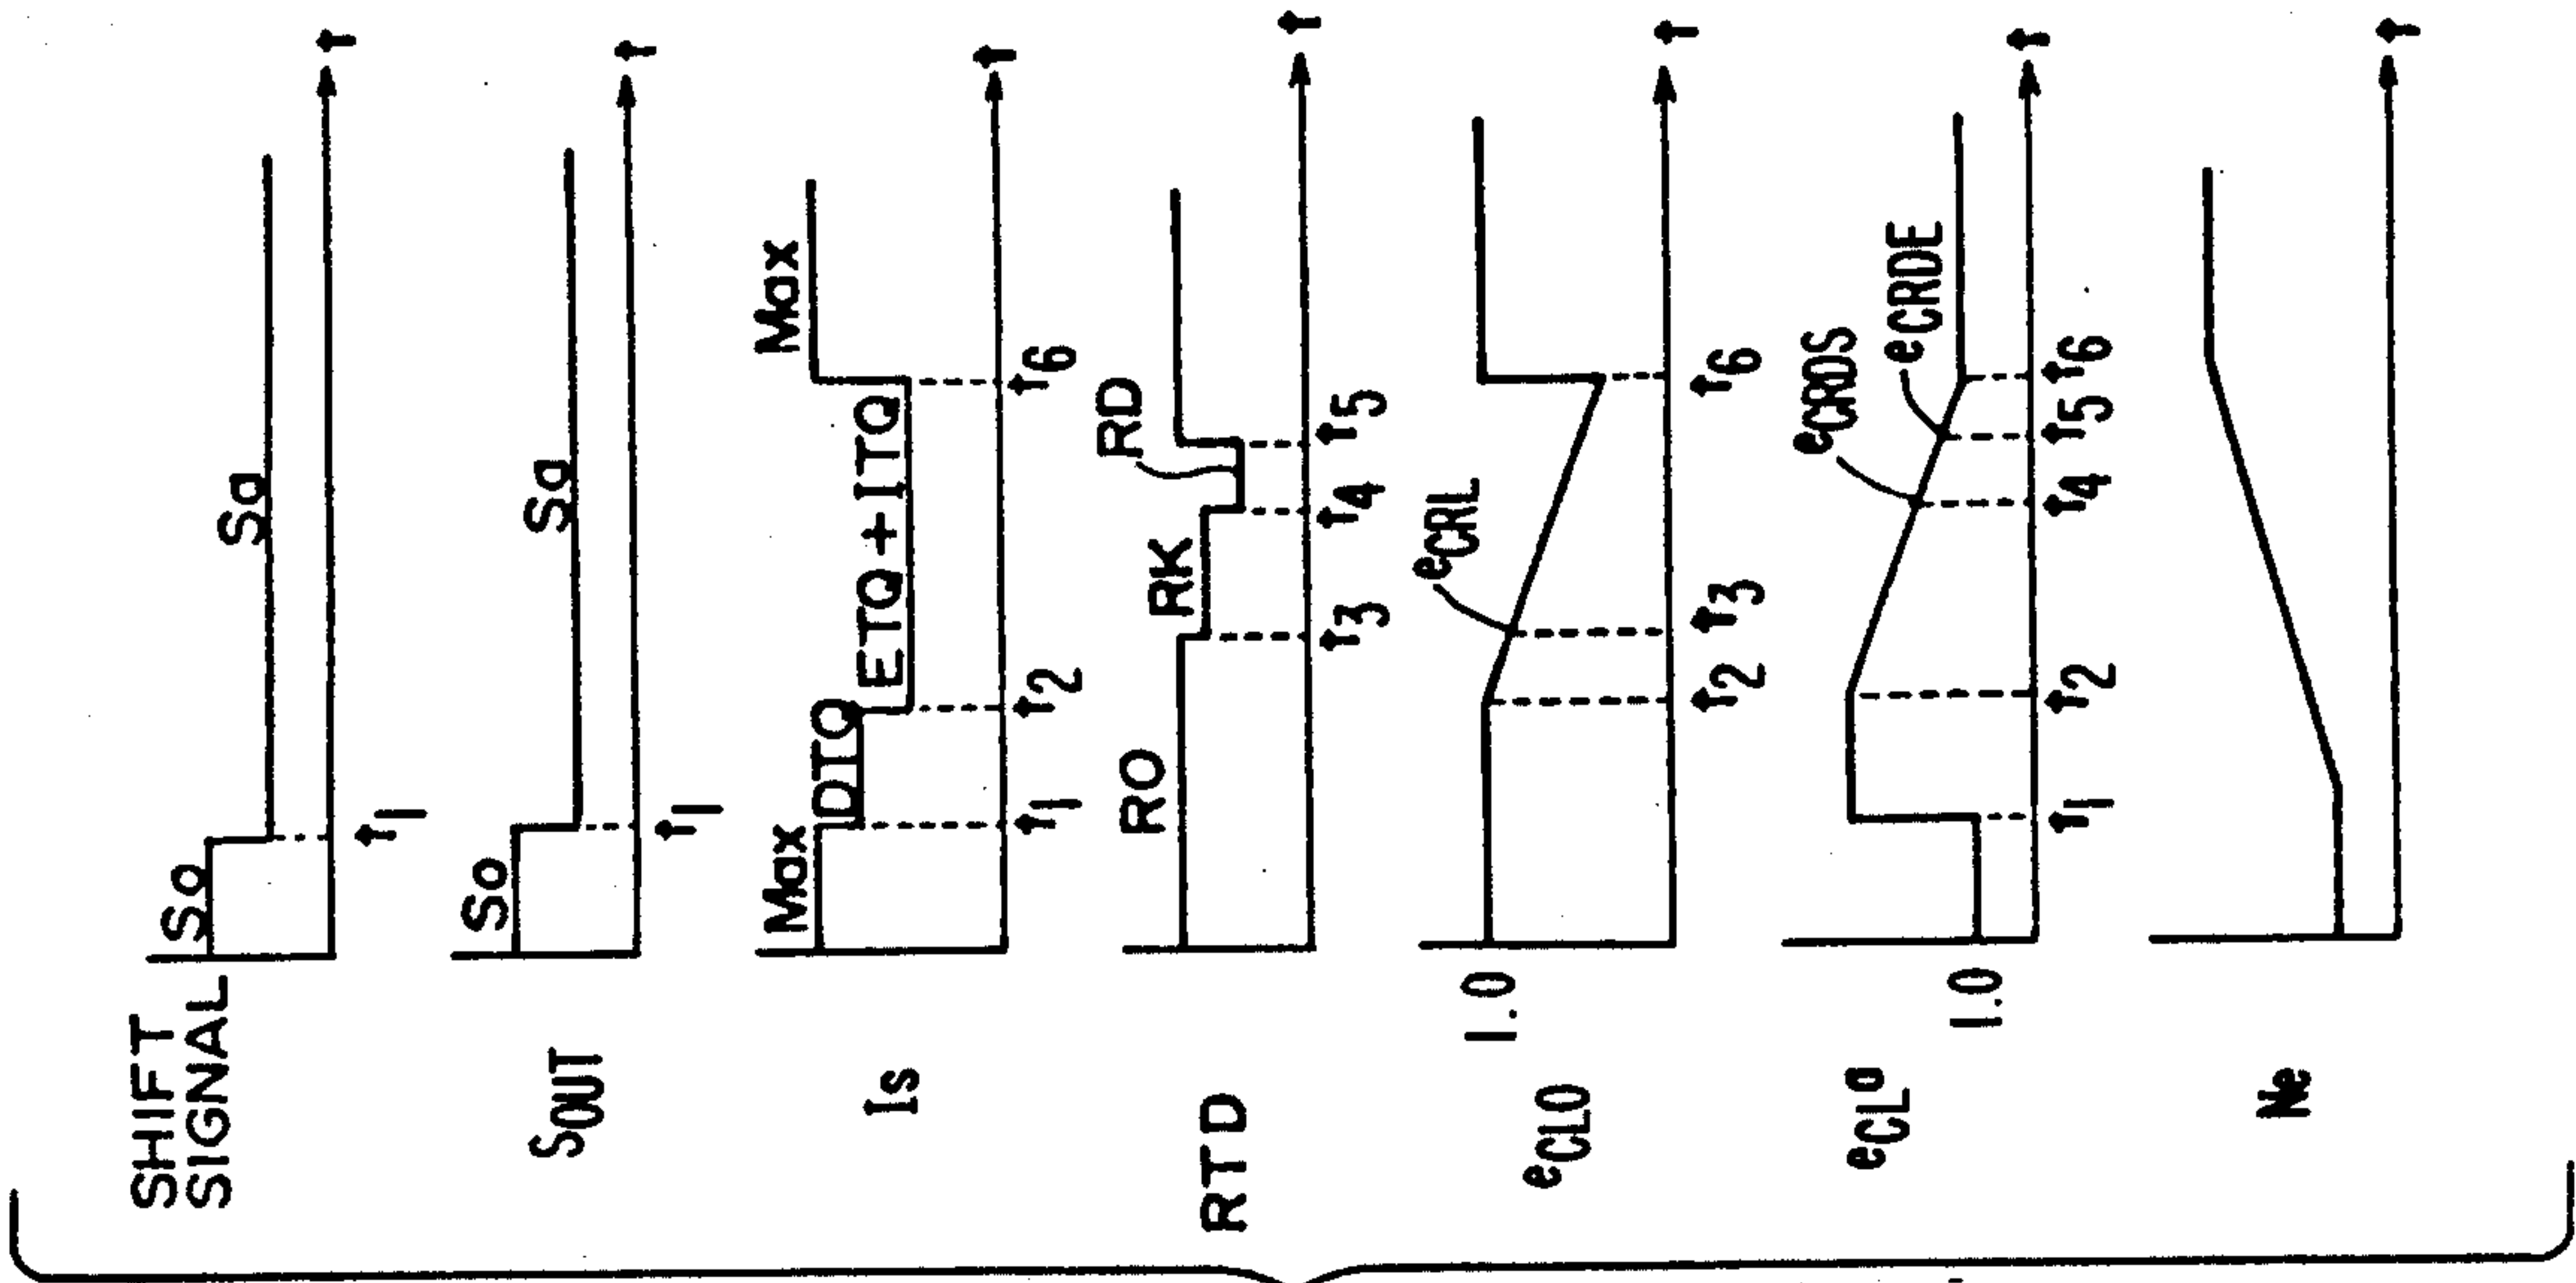 SHIFT
SIGNAL
So
Sa
t1
t
SOUT
So
Sa
t1
t
Is
Max
DTQ
ETQ+ITQ
Max
t1
t2
t6
t
RTD
RO
RK
RD
t3
t4
t5
t
eCLO
1.0
eCRL
t2
t3
t6
t
eCLa
1.0
eCRDS
eCRDE
t1
t2
t4
t5
t6
t
Ne
t